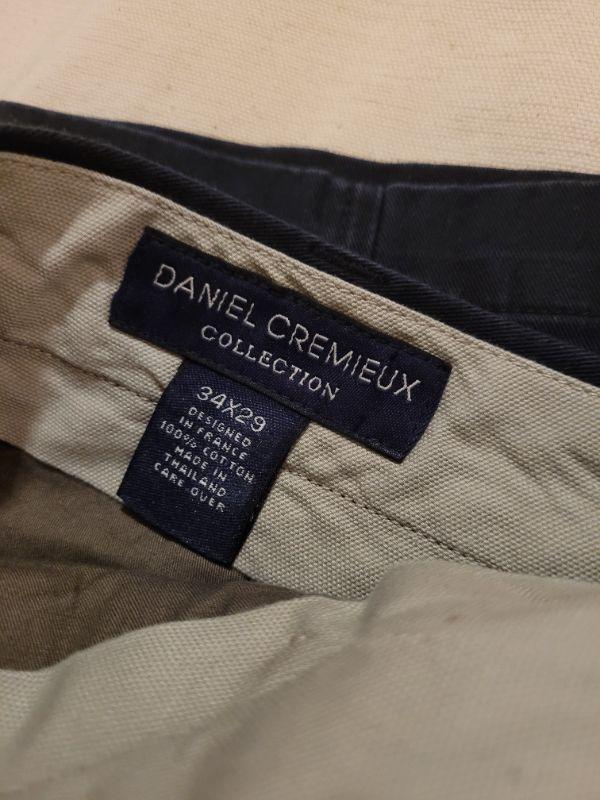 DANIEL CREMIEUX
COLLECTION
34X29
DESIGNED
IN FRANCE
100% COTTON
MADE IN
THAILAND
CARE OVER